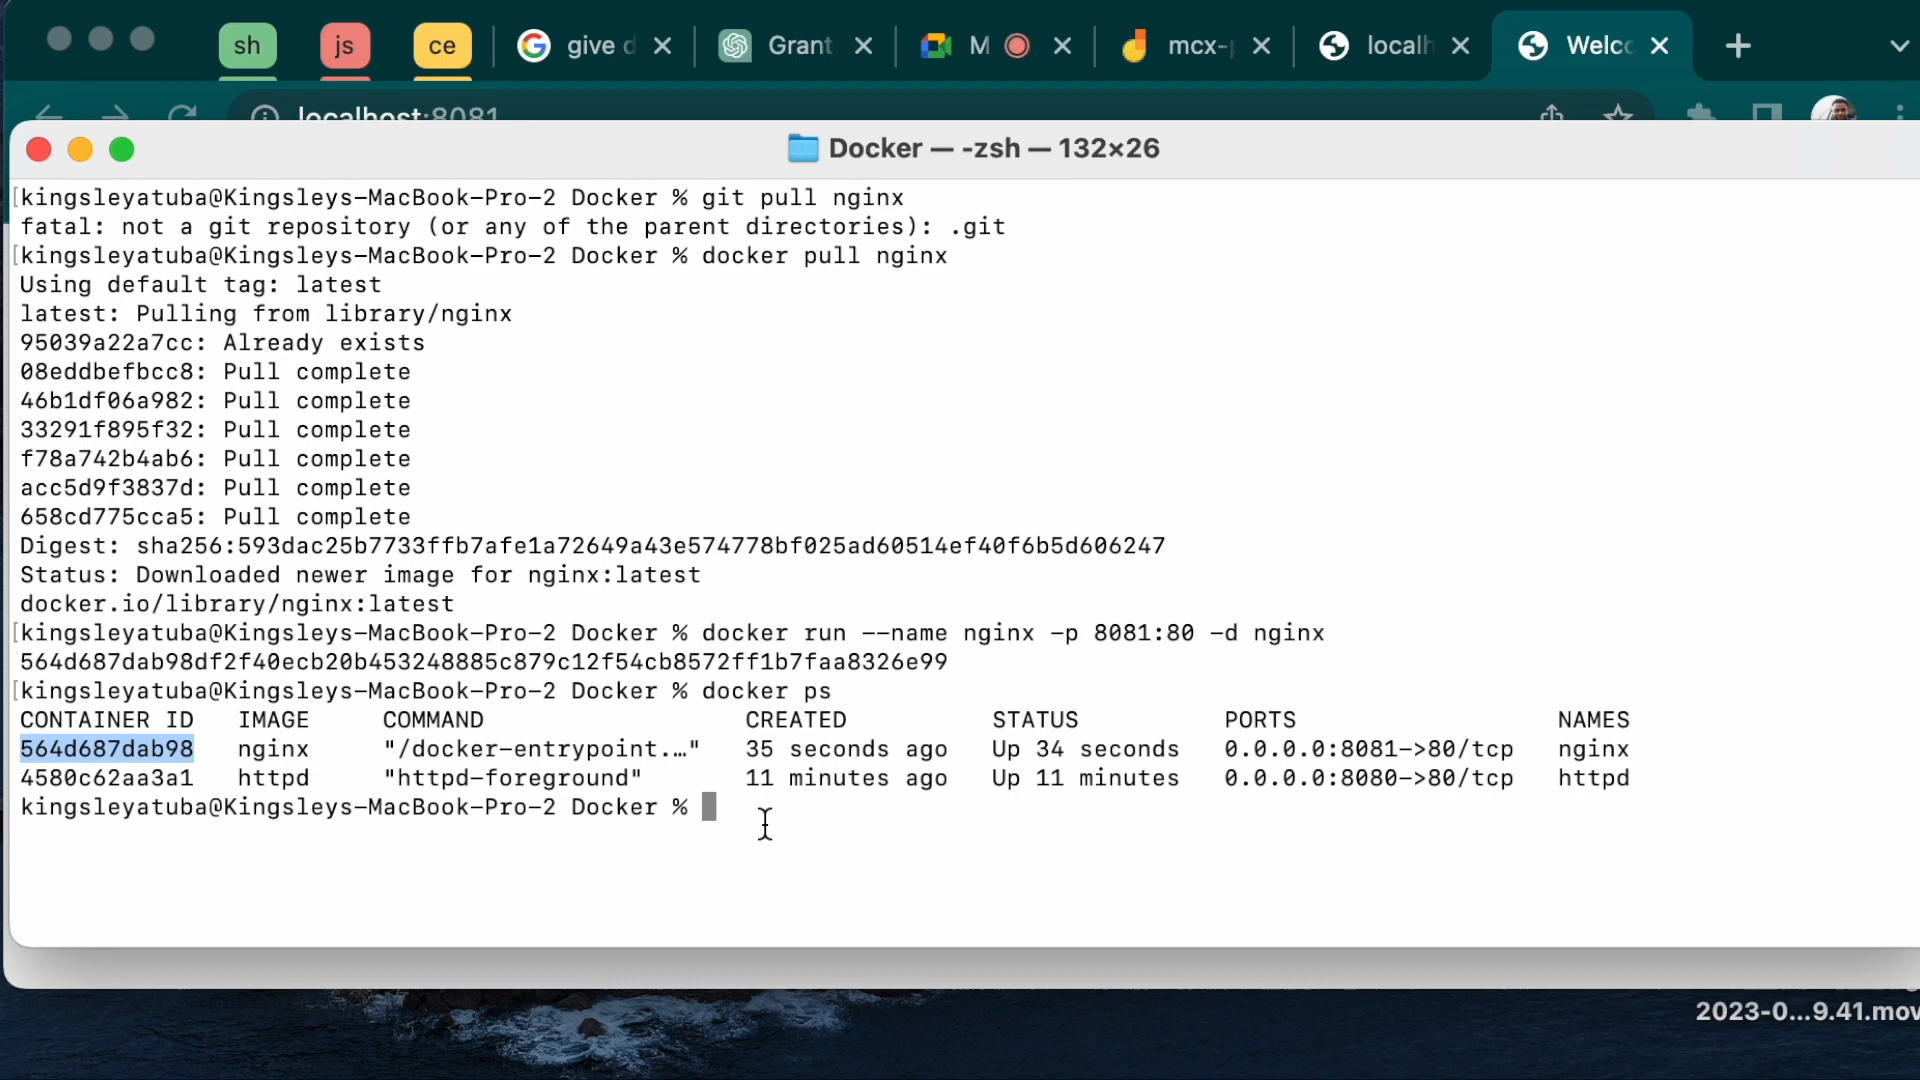 sh js ce give d Grant M mcx-p localh Welco
localhost:8081
Docker — -zsh — 132×26
kingsleyatuba@Kingsleys-MacBook-Pro-2 Docker % git pull nginx
fatal: not a git repository (or any of the parent directories): .git
kingsleyatuba@Kingsleys-MacBook-Pro-2 Docker % docker pull nginx
Using default tag: latest
latest: Pulling from library/nginx
95039a22a7cc: Already exists
08eddbefbcc8: Pull complete
46b1df06a982: Pull complete
33291f895f32: Pull complete
f78a742b4ab6: Pull complete
acc5d9f3837d: Pull complete
658cd775cca5: Pull complete
Digest: sha256:593dac25b7733ffb7afe1a72649a43e574778bf025ad60514ef40f6b5d606247
Status: Downloaded newer image for nginx:latest
docker.io/library/nginx:latest
kingsleyatuba@Kingsleys-MacBook-Pro-2 Docker % docker run --name nginx -p 8081:80 -d nginx
564d687dab98df2f40ecb20b453248885c879c12f54cb8572ff1b7faa8326e99
kingsleyatuba@Kingsleys-MacBook-Pro-2 Docker % docker ps
CONTAINER ID IMAGE COMMAND CREATED STATUS PORTS NAMES
564d687dab98 nginx "/docker-entrypoint.…" 35 seconds ago Up 34 seconds 0.0.0.0:8081->80/tcp nginx
4580c62aa3a1 httpd "httpd-foreground" 11 minutes ago Up 11 minutes 0.0.0.0:8080->80/tcp httpd
kingsleyatuba@Kingsleys-MacBook-Pro-2 Docker %
2023-0...9.41.mov